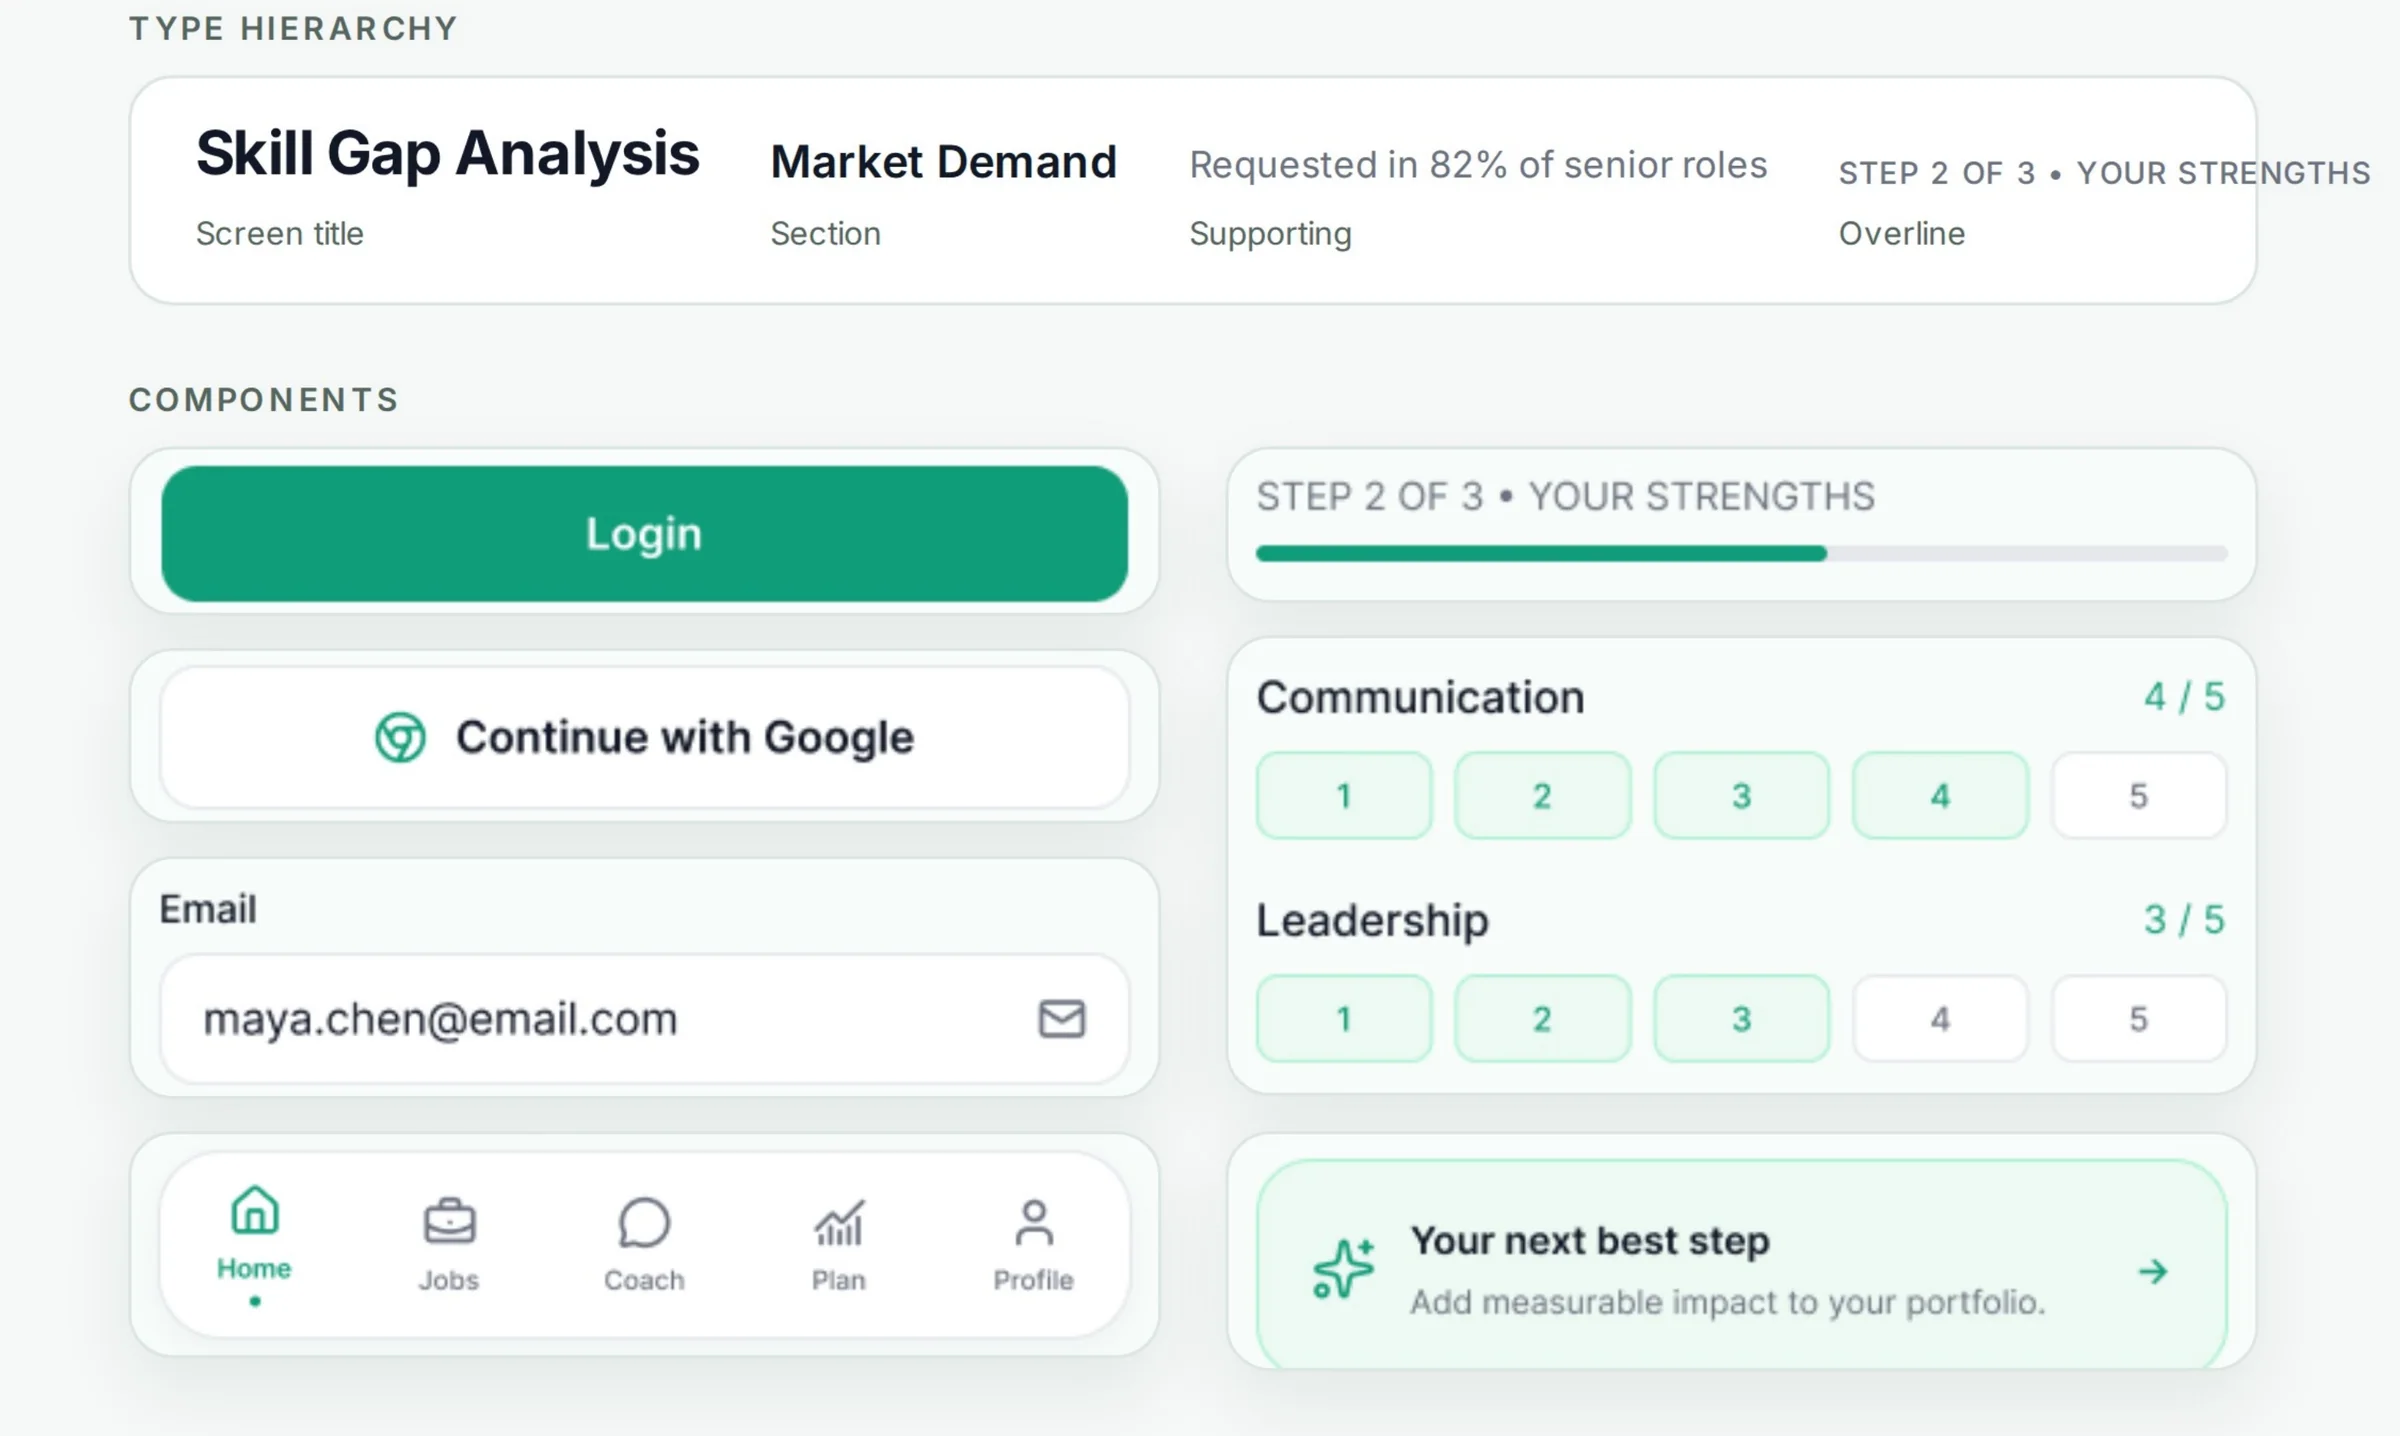 TYPE HIERARCHY
Skill Gap Analysis
Screen title
Market Demand
Section
Requested in 82% of senior roles
Supporting
STEP 2 OF 3 • YOUR STRENGTHS
Overline
COMPONENTS
Login
Continue with Google
Email
maya.chen@email.com
Home Jobs Coach Plan Profile
STEP 2 OF 3 • YOUR STRENGTHS
Communication 4 / 5
1 2 3 4 5
Leadership 3 / 5
1 2 3 4 5
Your next best step
Add measurable impact to your portfolio.